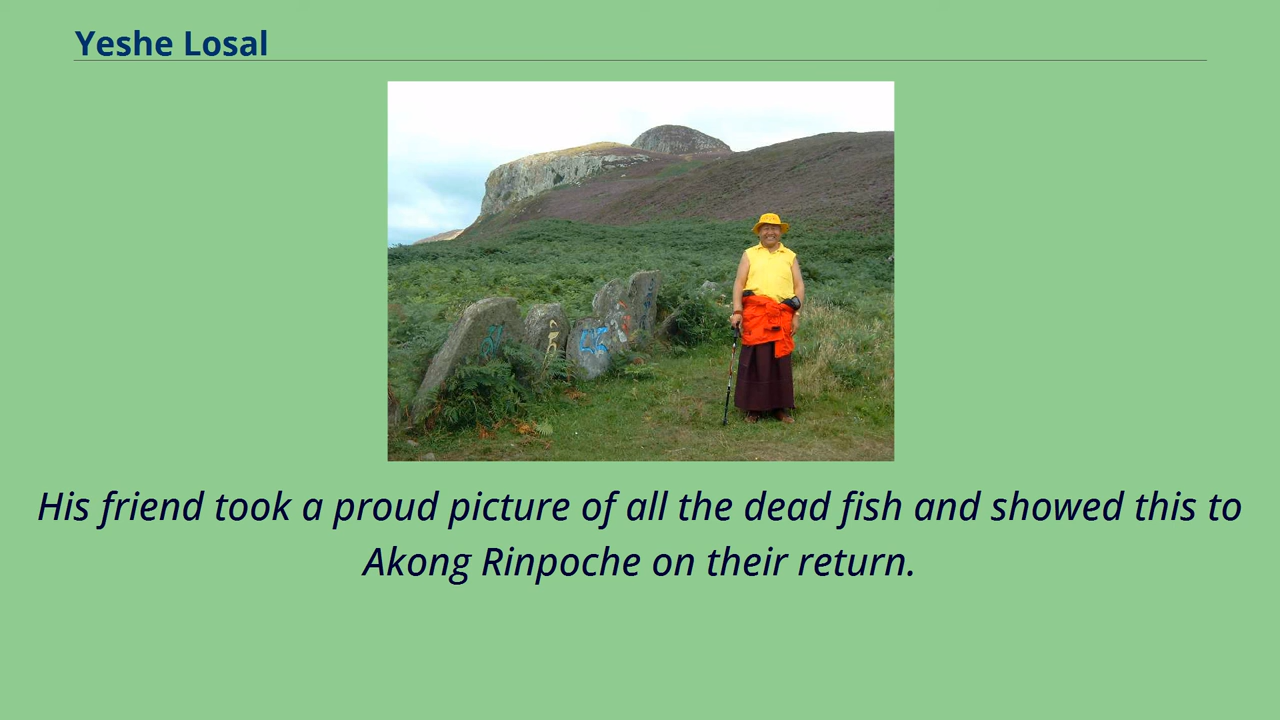 Yeshe Losal
His friend took a proud picture of all the dead fish and showed this to
Akong Rinpoche on their return.